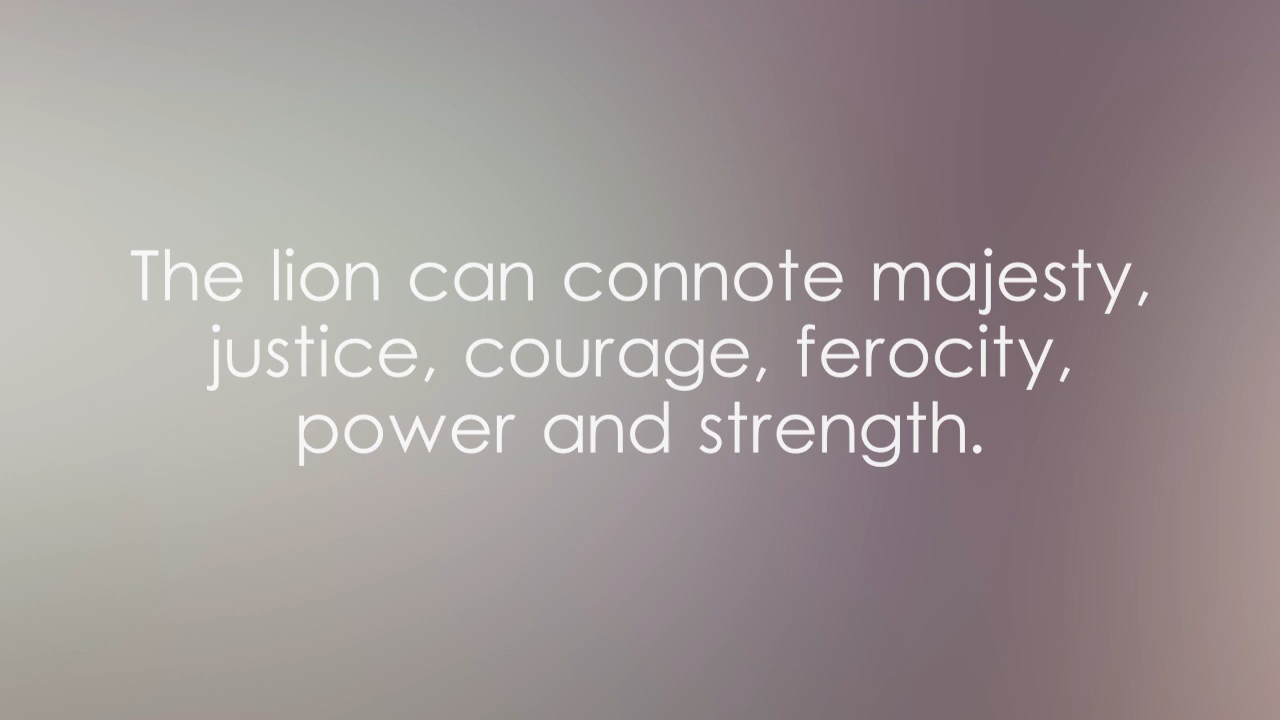 The lion can connote majesty,
justice, courage, ferocity,
power and strength.